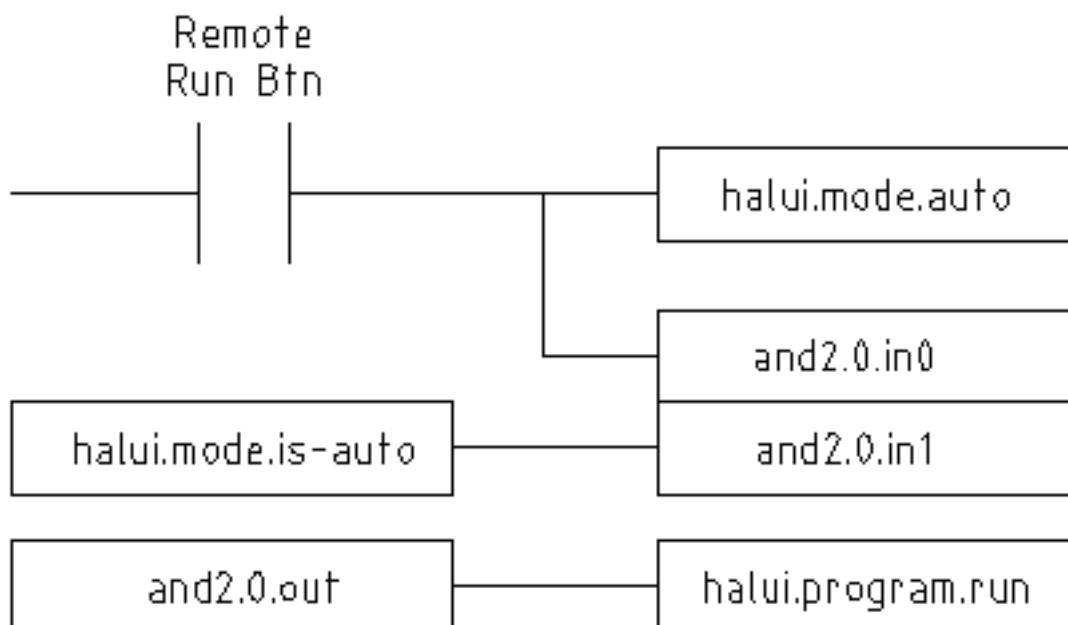 Remote
Run Btn
halui.mode.auto
and2.0.in0
halui.mode.is-auto
and2.0.in1
and2.0.out
halui.program.run